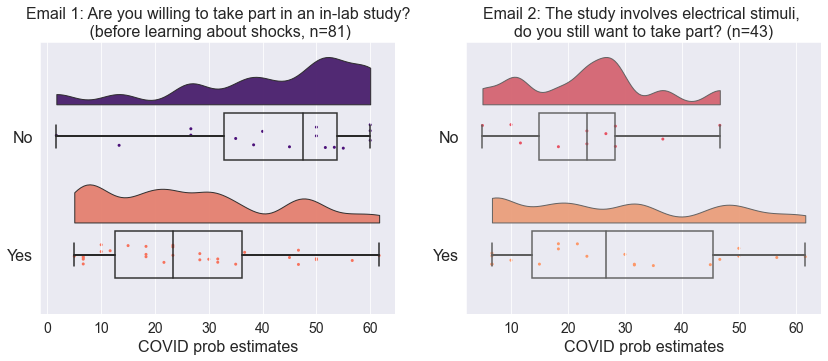 Email 1: Are you willing to take part in an in-lab study?
(before learning about shocks, n=81)
No
Yes
0 10 20 30 40 50 60
COVID prob estimates
Email 2: The study involves electrical stimuli,
do you still want to take part? (n=43)
No
Yes
10 20 30 40 50 60
COVID prob estimates